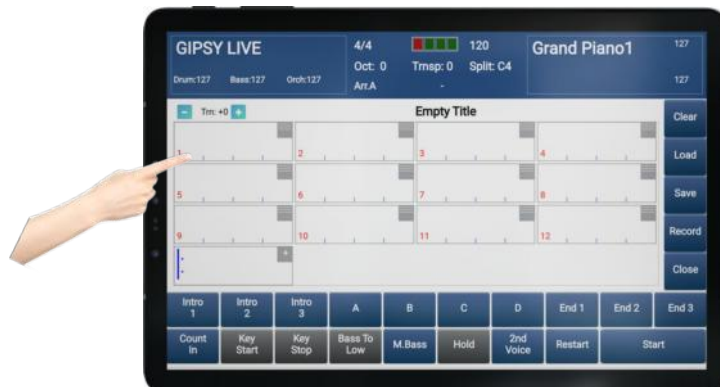 GIPSY LIVE
4/4
120
Grand Piano1
127
Oct: 0 Trnsp: 0 Split: C4
Drum:127 Bass:127 Orch:127
Arr.A
-
127
- Trn: +0 +
Empty Title
Clear
1 2 3 4
Load
5 6 7 8
Save
9 10 11 12
Record
+
Close
Intro 1
Intro 2
Intro 3
A
B
C
D
End 1
End 2
End 3
Count In
Key Start
Key Stop
Bass To Low
M.Bass
Hold
2nd Voice
Restart
Start